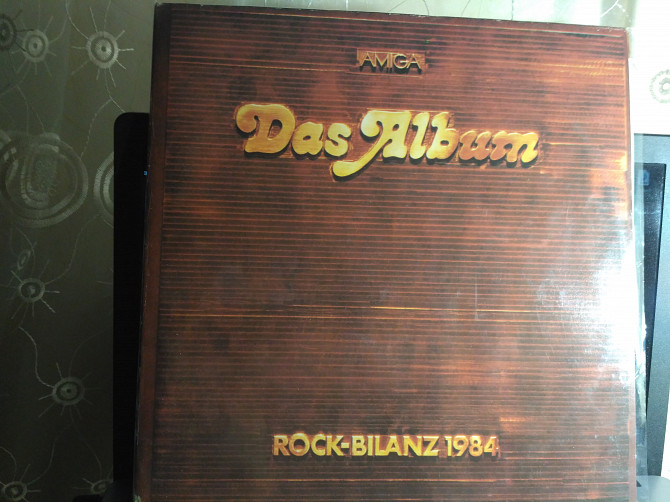 AMIGA
Das Album
ROCK-BILANZ 1984